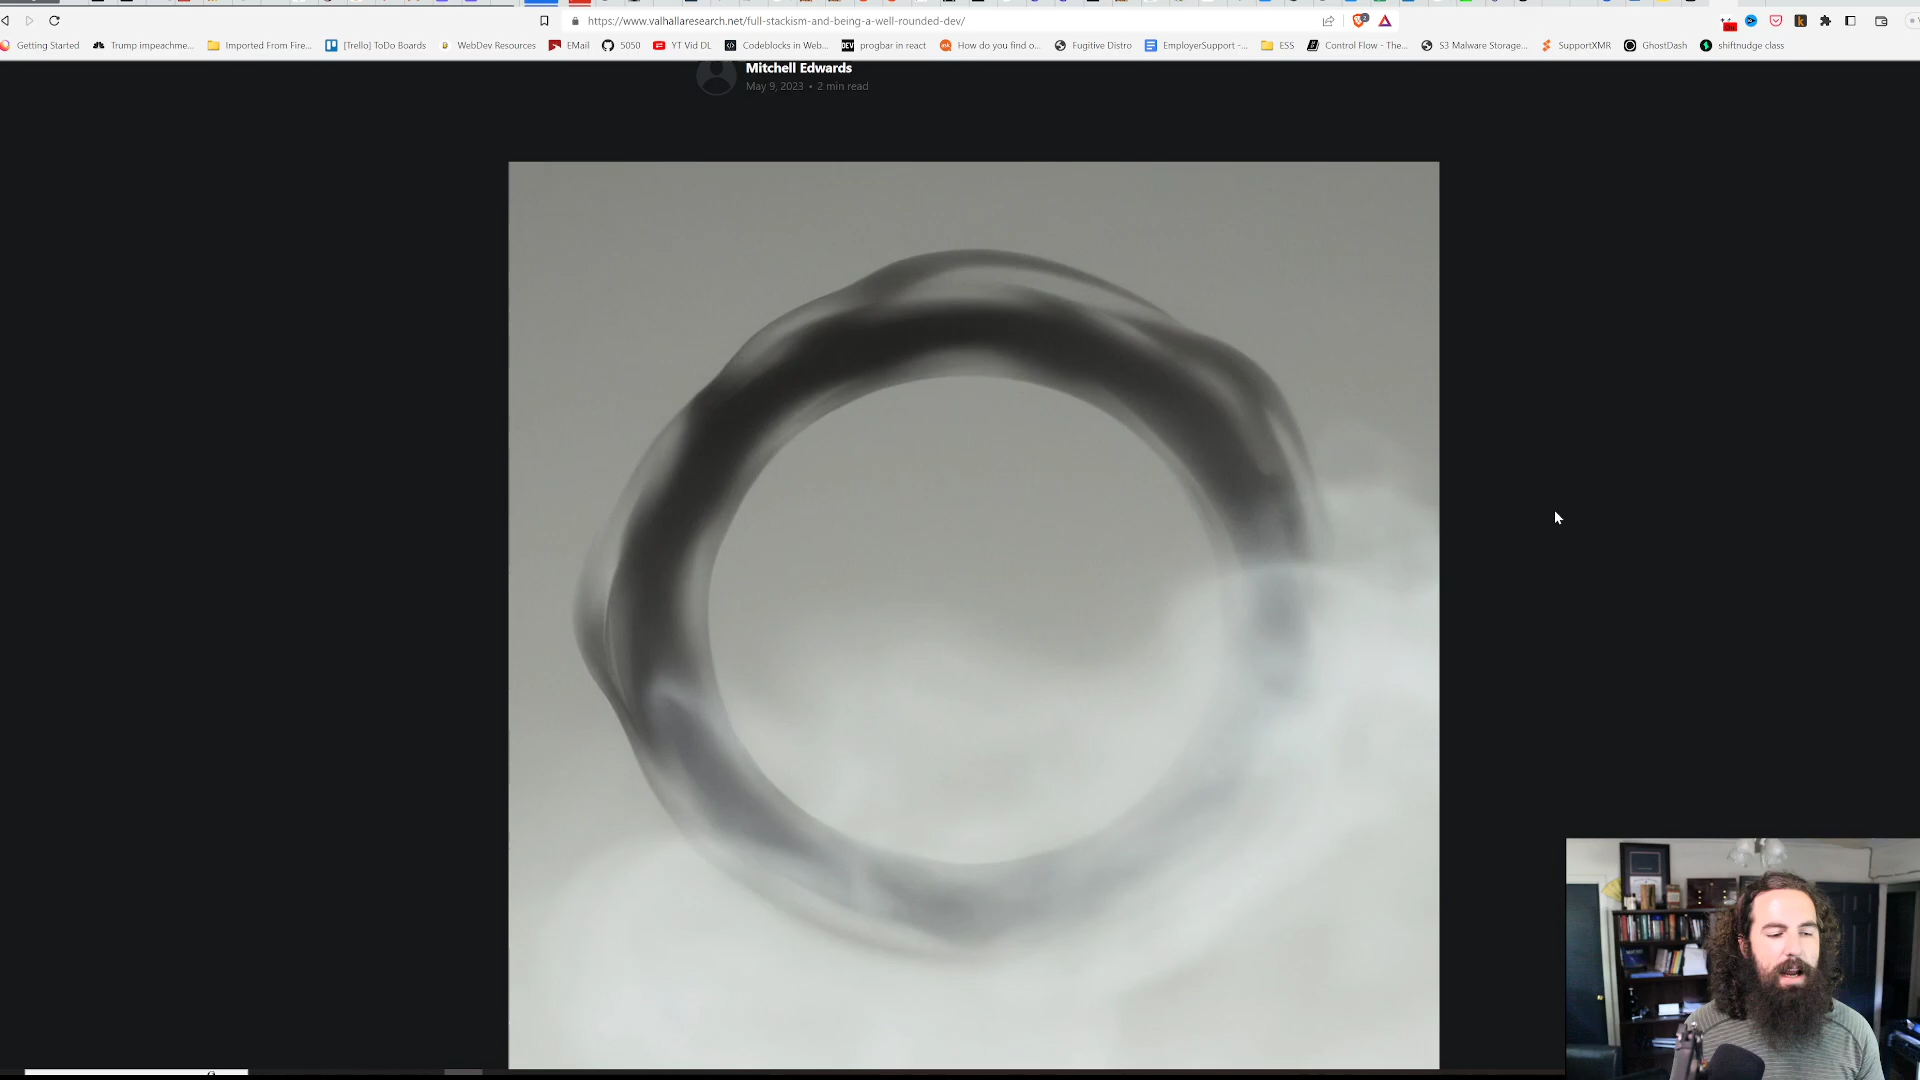 https://www.valhallaresearch.net/full-stackism-and-being-a-well-rounded-dev/
Getting Started Trump impeachme... Imported From Fire... [Trello] ToDo Boards WebDev Resources EMail 5050 YT Vid DL Codeblocks in Web... progbar in react How do you find o... Fugitive Distro EmployerSupport -... ESS Control Flow - The... S3 Malware Storage... SupportXMR GhostDash shiftnudge class
Mitchell Edwards
May 9, 2023 • 2 min read